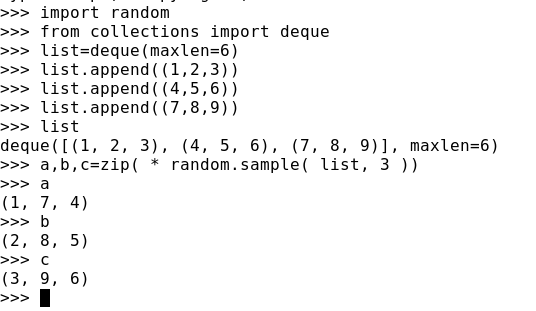 >>> import random
>>> from collections import deque
>>> list=deque(maxlen=6)
>>> list.append((1,2,3))
>>> list.append((4,5,6))
>>> list.append((7,8,9))
>>> list
deque([(1, 2, 3), (4, 5, 6), (7, 8, 9)], maxlen=6)
>>> a,b,c=zip( * random.sample( list, 3 ))
>>> a
(1, 7, 4)
>>> b
(2, 8, 5)
>>> c
(3, 9, 6)
>>>